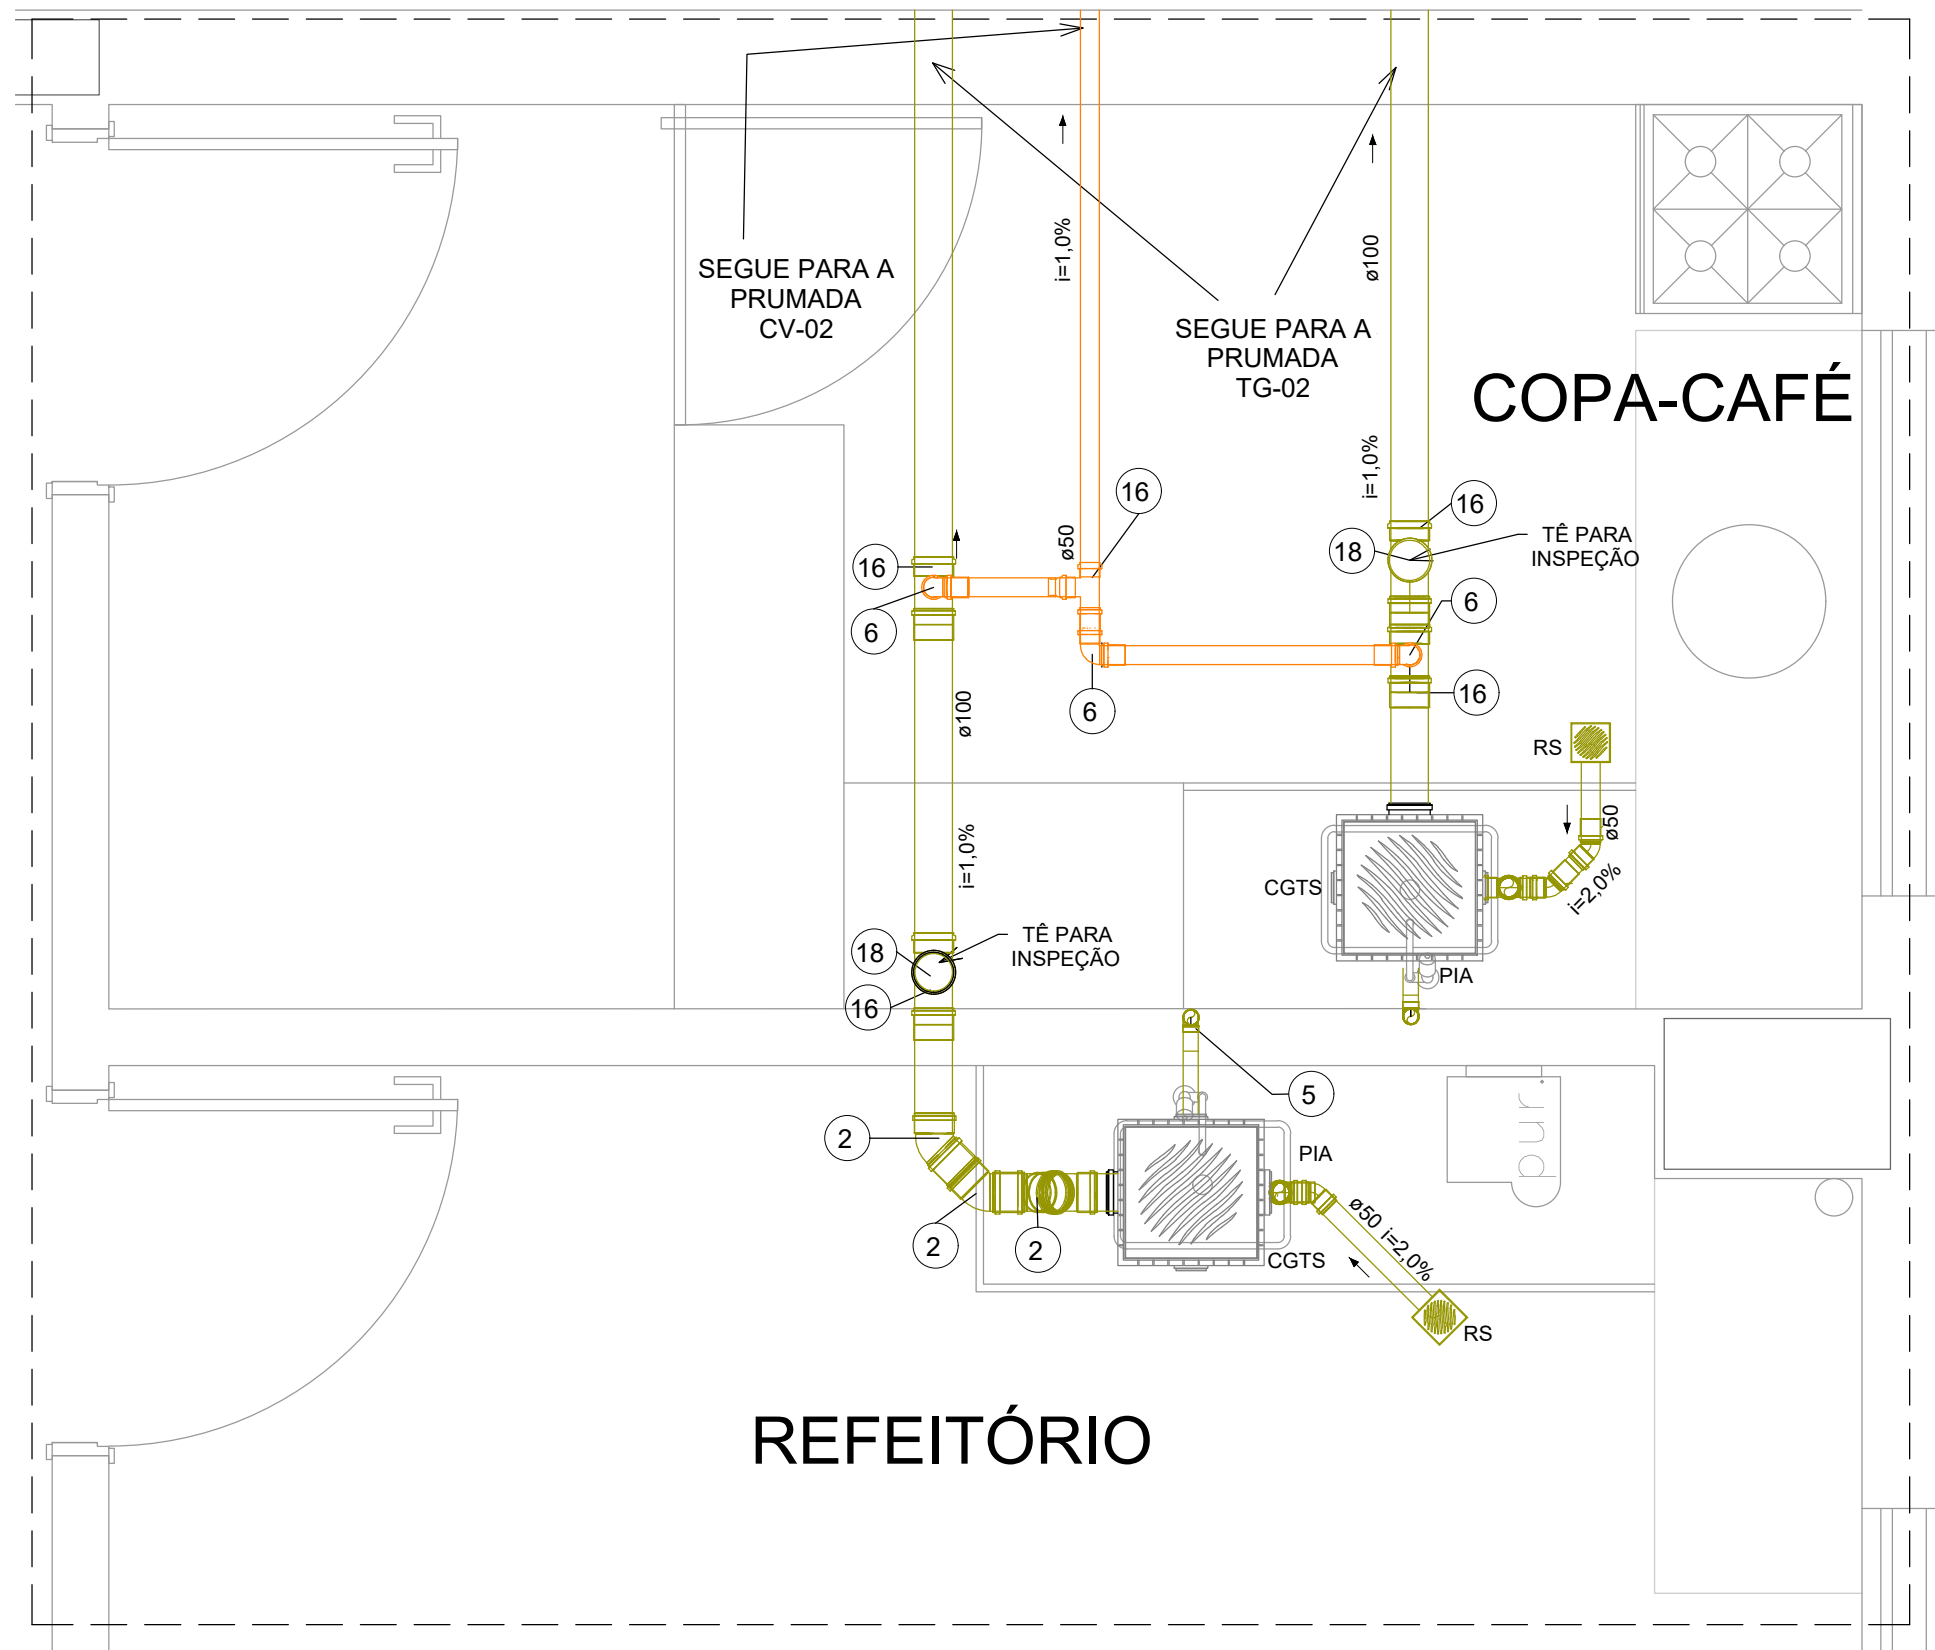 SEGUE PARA A
PRUMADA
CV-02
i=1,0%
ø100
SEGUE PARA A
PRUMADA
TG-02
COPA-CAFÉ
i=1,0%
16
16
ø50
18
TÊ PARA
INSPEÇÃO
16
6
6
6
16
ø100
RS
ø50
i=1,0%
CGTS
i=2,0%
18
TÊ PARA
INSPEÇÃO
PIA
16
5
pur
2
PIA
2
2
ø50 i=2,0%
CGTS
RS
REFEITÓRIO